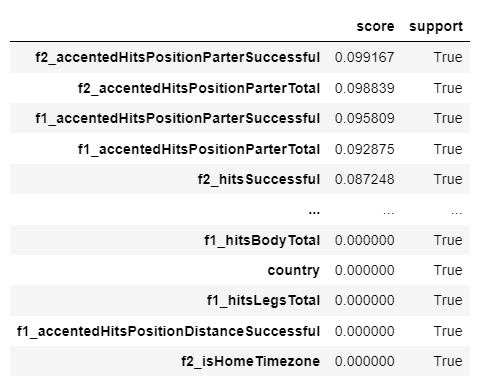 score support
f2_accentedHitsPositionParterSuccessful 0.099167 True
f2_accentedHitsPositionParterTotal 0.098839 True
f1_accentedHitsPositionParterSuccessful 0.095809 True
f1_accentedHitsPositionParterTotal 0.092875 True
f2_hitsSuccessful 0.087248 True
... ... ...
f1_hitsBodyTotal 0.000000 True
country 0.000000 True
f1_hitsLegsTotal 0.000000 True
f1_accentedHitsPositionDistanceSuccessful 0.000000 True
f2_isHomeTimezone 0.000000 True